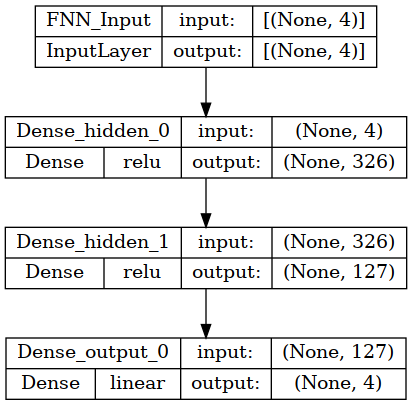 FNN_Input input: [(None, 4)]
InputLayer output: [(None, 4)]
Dense_hidden_0 input: (None, 4)
Dense relu output: (None, 326)
Dense_hidden_1 input: (None, 326)
Dense relu output: (None, 127)
Dense_output_0 input: (None, 127)
Dense linear output: (None, 4)